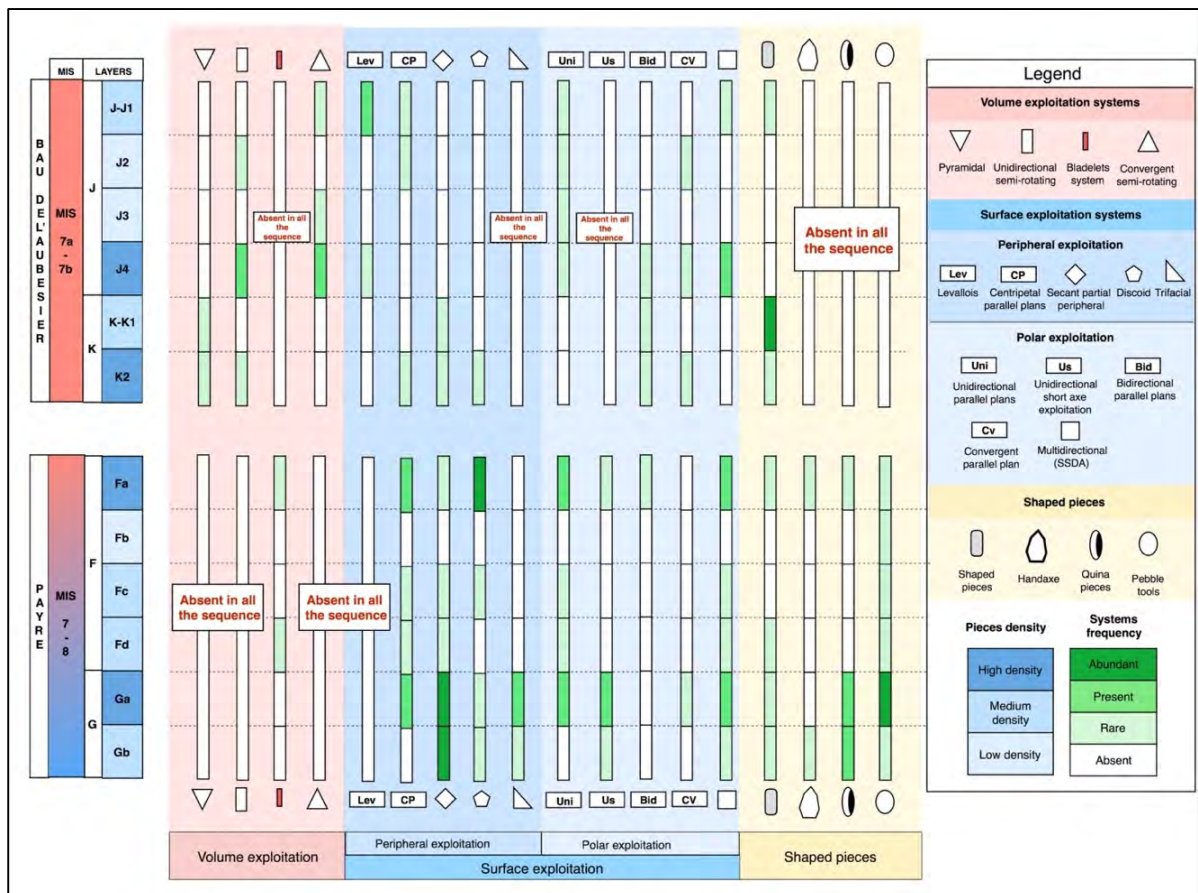 MIS LAYERS
Lev CP Uni Us Bid CV
BAU DEL'AUBESIER
MIS 7a - 7b
J
K
J-J1
J2
J3
J4
K-K1
K2
Absent in all the sequence
Absent in all the sequence
Absent in all the sequence
Absent in all the sequence
PAYRE
MIS 7 - 8
F
G
Fa
Fb
Fc
Fd
Ga
Gb
Absent in all the sequence
Absent in all the sequence
Lev CP Uni Us Bid CV
Volume exploitation
Peripheral exploitation
Polar exploitation
Surface exploitation
Shaped pieces
Legend
Volume exploitation systems
Pyramidal
Unidirectional semi-rotating
Bladelets system
Convergent semi-rotating
Surface exploitation systems
Peripheral exploitation
Lev
CP
Levallois
Centripetal parallel plans
Secant partial peripheral
Discoid
Trifacial
Polar exploitation
Uni
Us
Bid
Unidirectional parallel plans
Unidirectional short axe exploitation
Bidirectional parallel plans
Cv
Convergent parallel plan
Multidirectional (SSDA)
Shaped pieces
Shaped pieces
Handaxe
Quina pieces
Pebble tools
Pieces density
High density
Medium density
Low density
Systems frequency
Abundant
Present
Rare
Absent